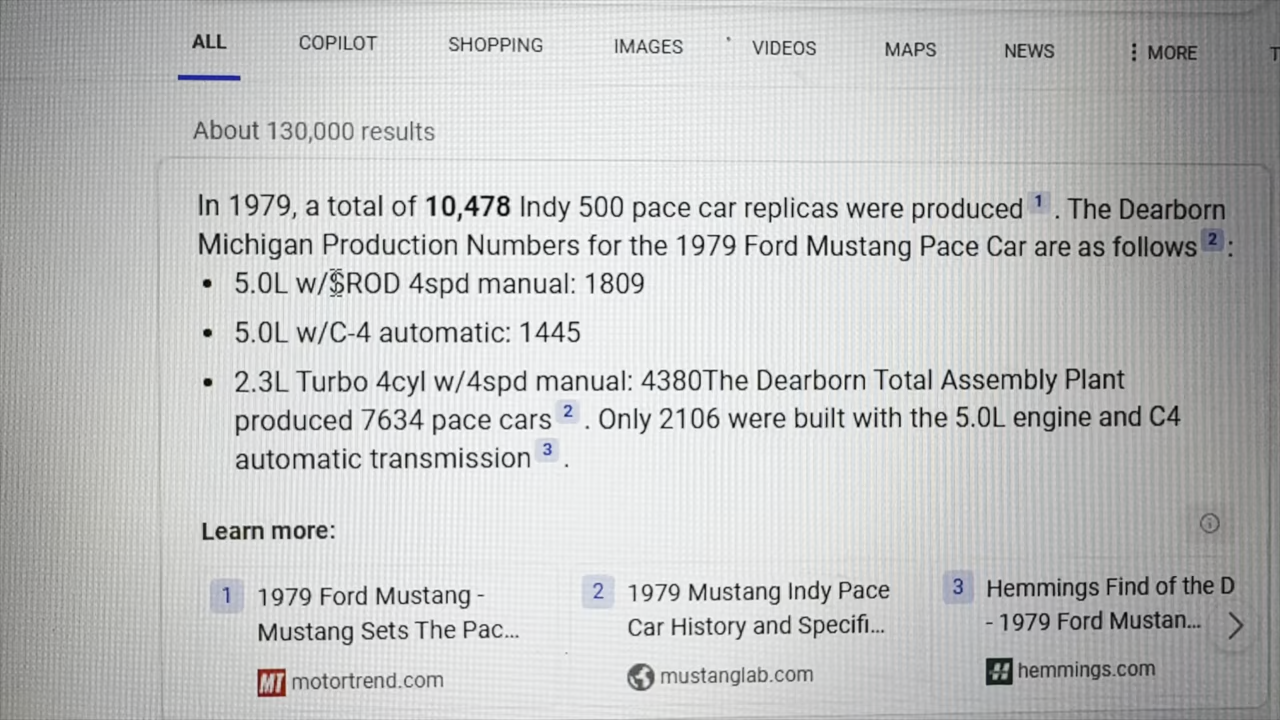 ALL COPILOT SHOPPING IMAGES VIDEOS MAPS NEWS MORE T
About 130,000 results
In 1979, a total of 10,478 Indy 500 pace car replicas were produced 1 . The Dearborn
Michigan Production Numbers for the 1979 Ford Mustang Pace Car are as follows 2 :
• 5.0L w/SROD 4spd manual: 1809
• 5.0L w/C-4 automatic: 1445
• 2.3L Turbo 4cyl w/4spd manual: 4380The Dearborn Total Assembly Plant
produced 7634 pace cars 2 . Only 2106 were built with the 5.0L engine and C4
automatic transmission 3 .
Learn more:
1 1979 Ford Mustang -
Mustang Sets The Pac...
MT motortrend.com
2 1979 Mustang Indy Pace
Car History and Specifi...
mustanglab.com
3 Hemmings Find of the D
- 1979 Ford Mustan...
H hemmings.com